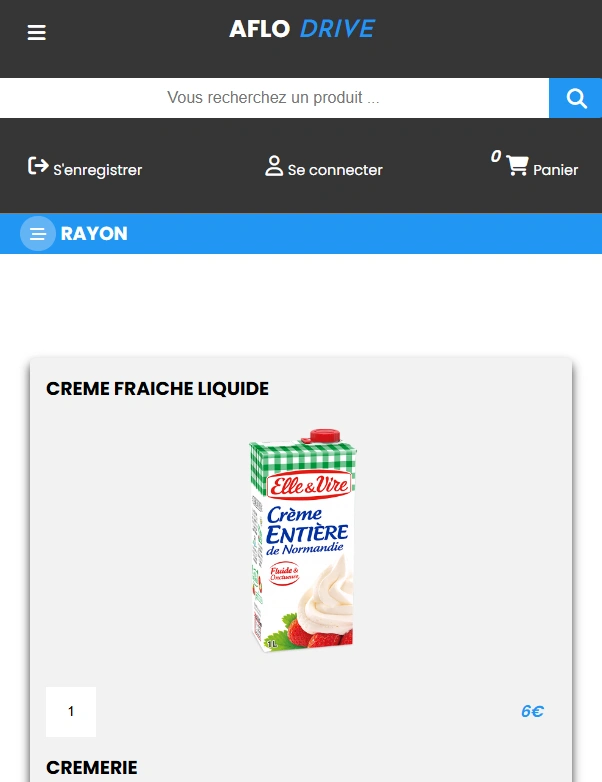 AFLO DRIVE
Vous recherchez un produit ...
S'enregistrer
Se connecter
0 Panier
RAYON
CREME FRAICHE LIQUIDE
Elle & Vire
Crème
ENTIÈRE
de Normandie
Fluide &
Onctueuse
1L
1
6€
CREMERIE